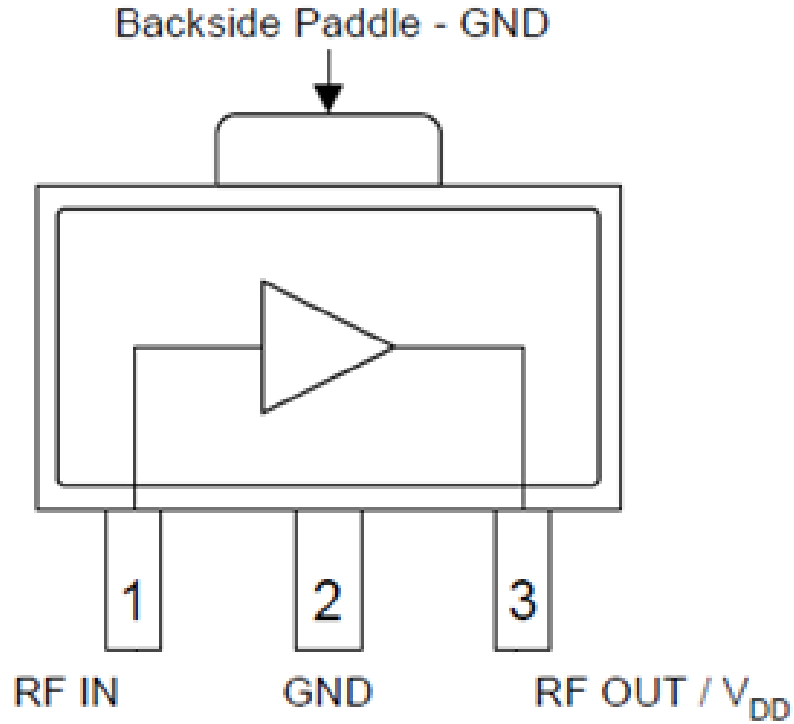 Backside Paddle - GND
1 2 3
RF IN GND RF OUT / VDD